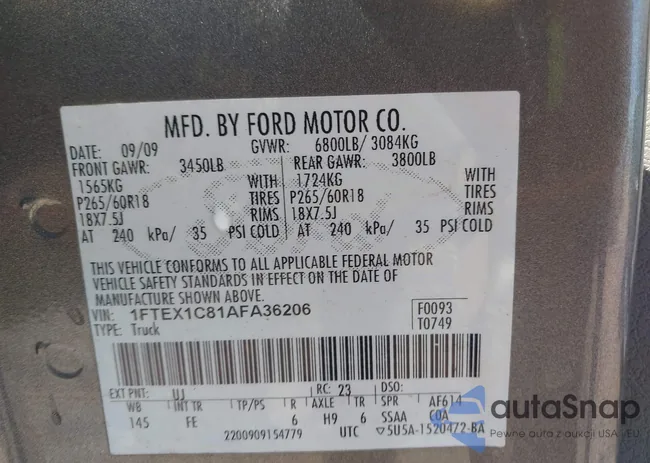 MFD. BY FORD MOTOR CO.
DATE: 09/09 GVWR: 6800LB/ 3084KG
FRONT GAWR: 3450LB REAR GAWR: 3800LB
1565KG WITH 1724KG WITH
P265/60R18 TIRES P265/60R18 TIRES
18X7.5J RIMS 18X7.5J RIMS
AT 240 kPa/ 35 PSI COLD AT 240 kPa/ 35 PSI COLD
THIS VEHICLE CONFORMS TO ALL APPLICABLE FEDERAL MOTOR
VEHICLE SAFETY STANDARDS IN EFFECT ON THE DATE OF
MANUFACTURE SHOWN ABOVE.
VIN: 1FTEX1C81AFA36206 F0093
TYPE: Truck T0749
EXT PNT: UJ RC: 23 DSO:
WB INT TR TP/PS R AXLE TR SPR AF614
145 FE 6 H9 6 SSAA C0A
2200909154779 UTC ▽5U5A-1520472-BA
autaSnap
Pewne auta z aukcji USA i EU